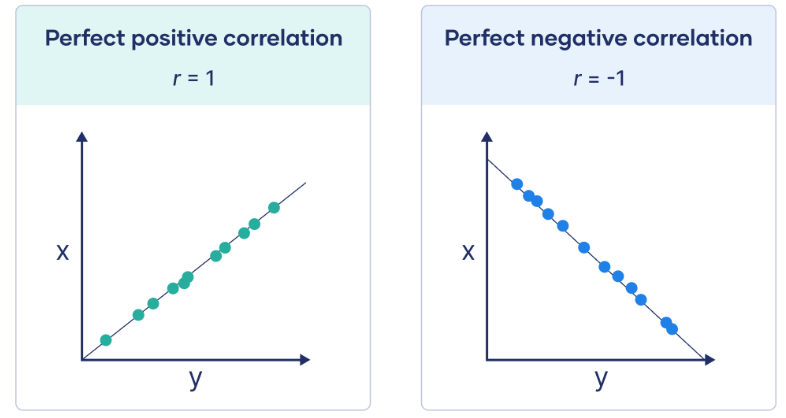 Perfect positive correlation
r = 1
x
y
Perfect negative correlation
r = -1
x
y